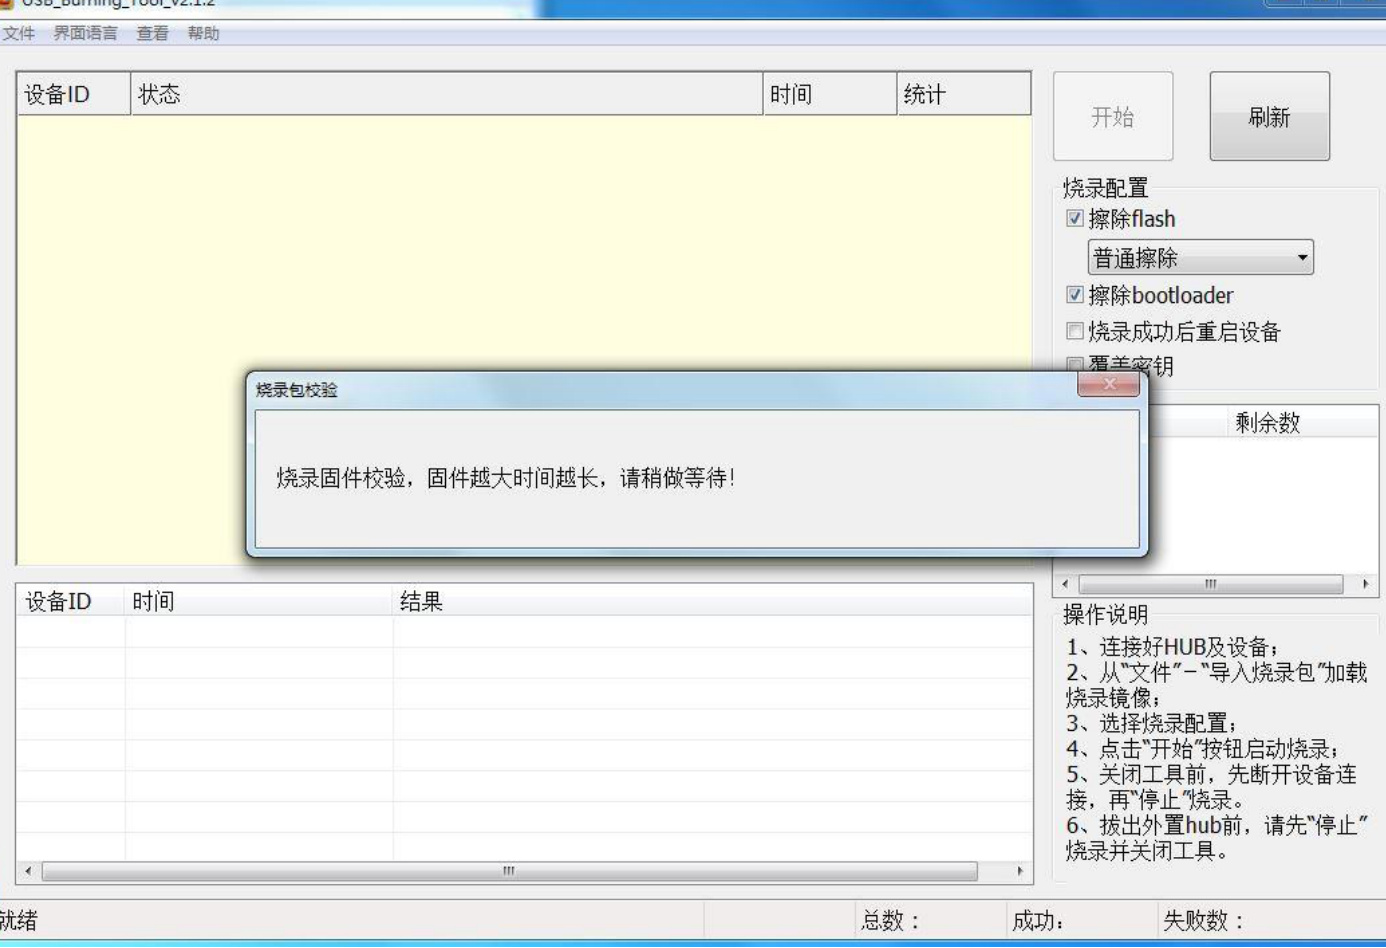 USB_Burning_Tool_v2.1.2
文件 界面语言 查看 帮助
设备ID 状态 时间 统计
开始 刷新
烧录配置
擦除flash
普通擦除
擦除bootloader
烧录成功后重启设备
覆盖密钥
剩余数
烧录包校验
烧录固件校验，固件越大时间越长，请稍做等待!
设备ID 时间 结果
操作说明
1、连接好HUB及设备；
2、从“文件”－“导入烧录包”加载
烧录镜像；
3、选择烧录配置；
4、点击“开始”按钮启动烧录；
5、关闭工具前，先断开设备连
接，再“停止”烧录。
6、拔出外置hub前，请先“停止”
烧录并关闭工具。
就绪 总数： 成功： 失败数：